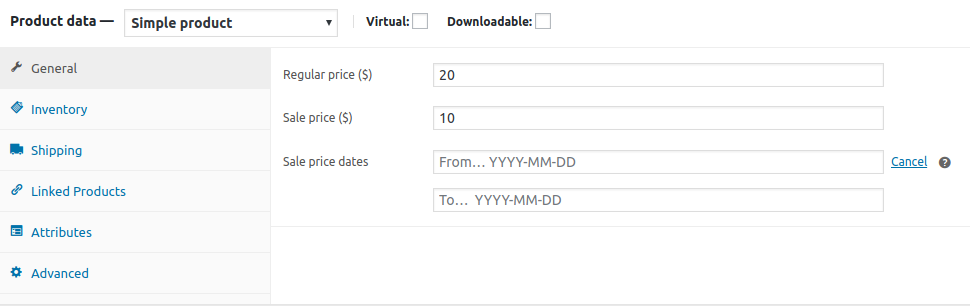 Product data — Simple product Virtual: Downloadable:
General
Inventory
Shipping
Linked Products
Attributes
Advanced
Regular price ($) 20
Sale price ($) 10
Sale price dates From… YYYY-MM-DD Cancel ?
To… YYYY-MM-DD